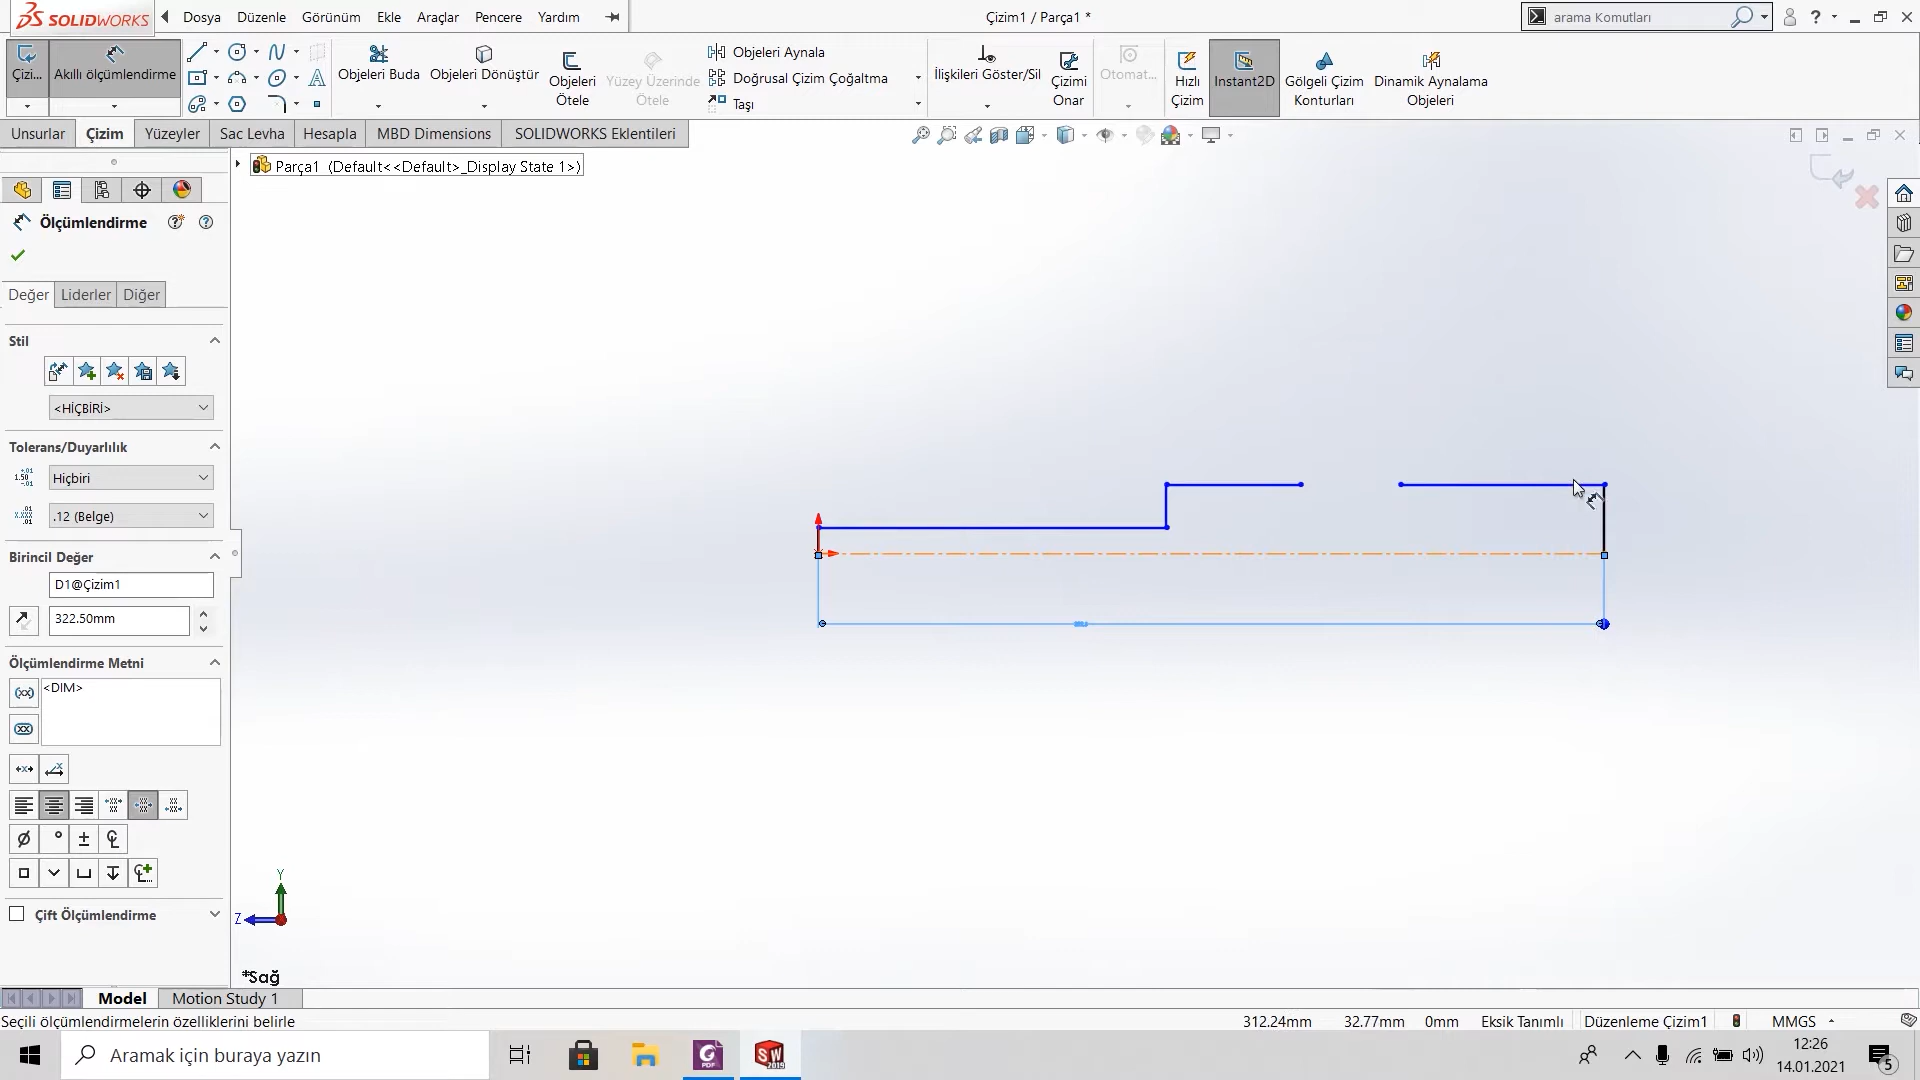 SOLIDWORKS
Dosya
Düzenle
Görünüm
Ekle
Araçlar
Pencere
Yardım
Çizim1 / Parça1 *
arama Komutları
Çizi...
Akıllı ölçümlendirme
Objeleri Buda
Objeleri Dönüştür
Objeleri
Ötele
Yüzey Üzerinde
Ötele
Objeleri Aynala
Doğrusal Çizim Çoğaltma
Taşı
İlişkileri Göster/Sil
Çizimi
Onar
Otomat...
Hızlı
Çizim
Instant2D
Gölgeli Çizim
Konturları
Dinamik Aynalama
Objeleri
Unsurlar
Çizim
Yüzeyler
Sac Levha
Hesapla
MBD Dimensions
SOLIDWORKS Eklentileri
Parça1 (Default<<Default>_Display State 1>)
Ölçümlendirme
Değer
Liderler
Diğer
Stil
<HİÇBİRİ>
Tolerans/Duyarlılık
Hiçbiri
.12 (Belge)
Birincil Değer
D1@Çizim1
322.50mm
Ölçümlendirme Metni
<DIM>
Çift Ölçümlendirme
Y
Z
*Sağ
Model
Motion Study 1
Seçili ölçümlendirmelerin özelliklerini belirle
312.24mm
32.77mm
0mm
Eksik Tanımlı
Düzenleme Çizim1
MMGS
Aramak için buraya yazın
12:26
14.01.2021
5